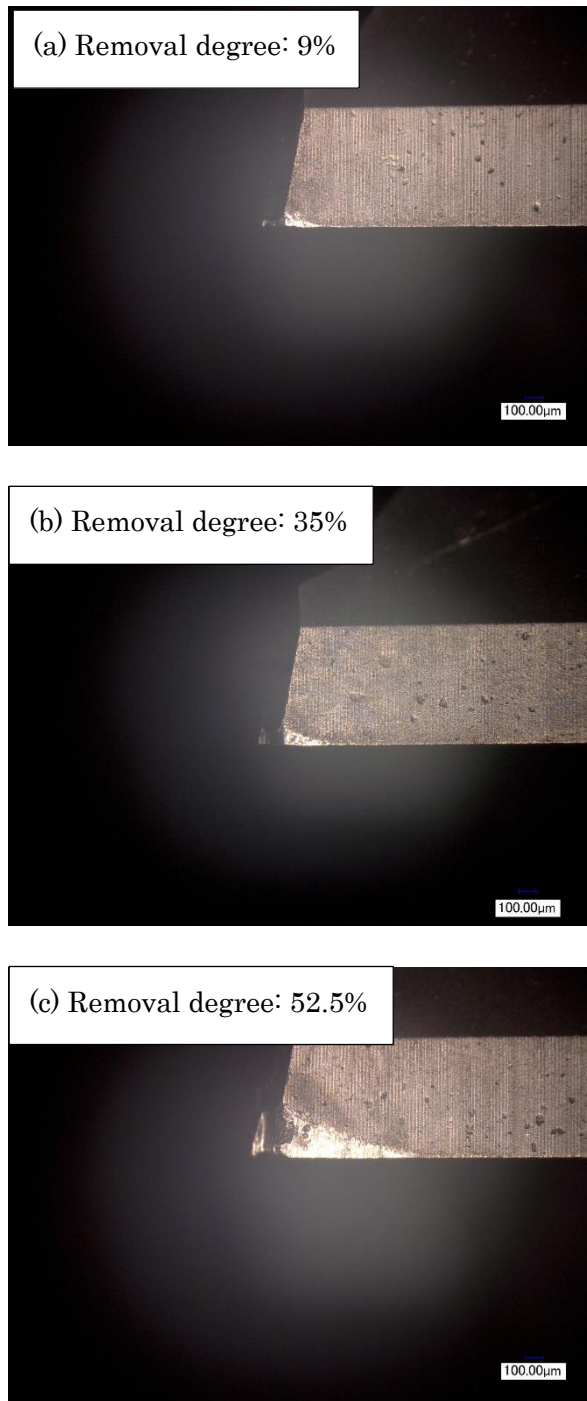 (a) Removal degree: 9%
100.00μm
(b) Removal degree: 35%
100.00μm
(c) Removal degree: 52.5%
100.00μm